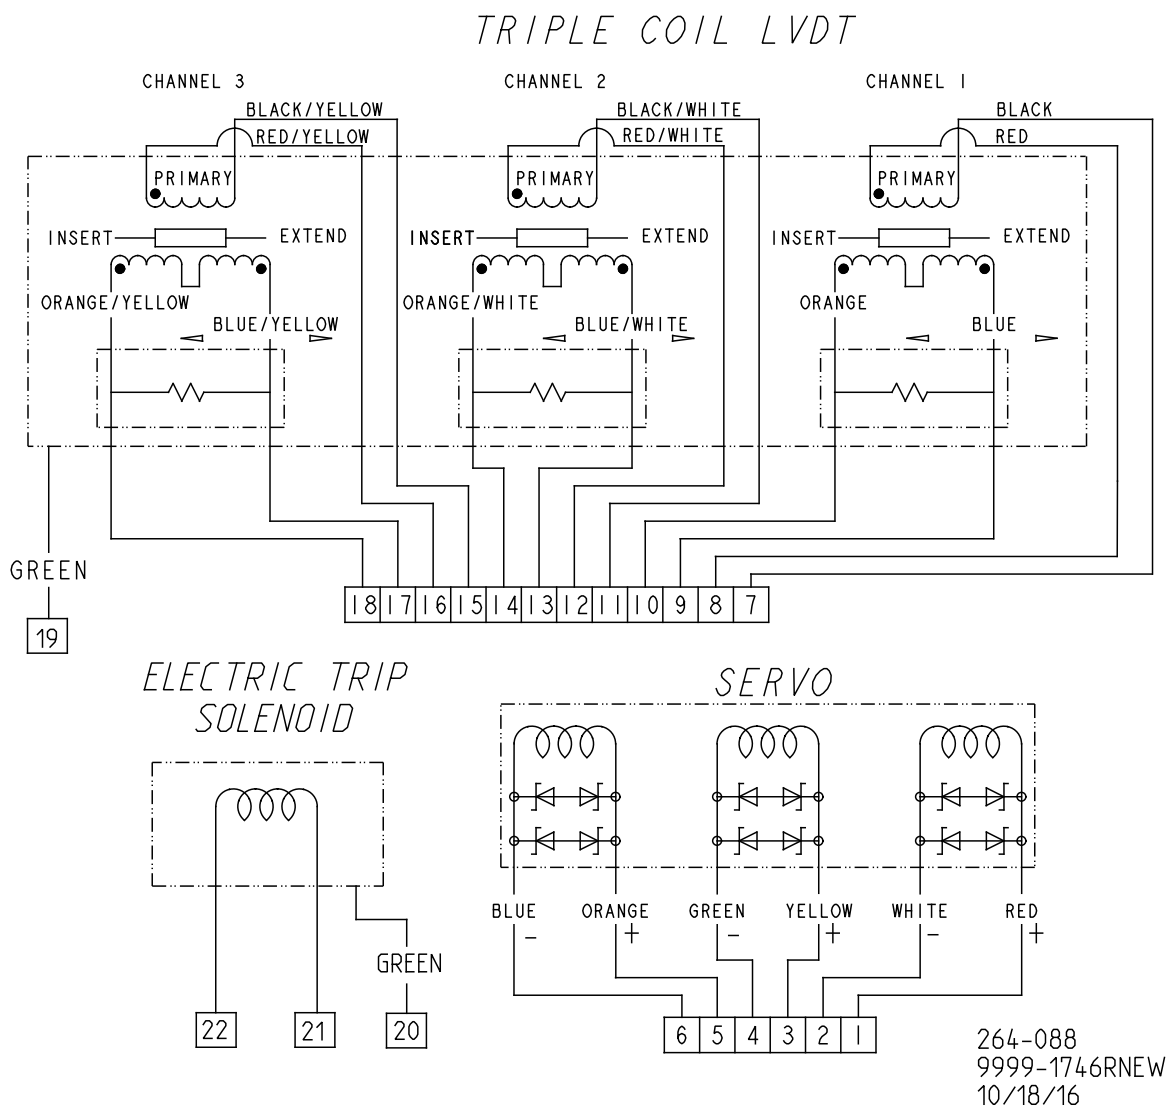 TRIPLE COIL LVDT
CHANNEL 3
CHANNEL 2
CHANNEL 1
BLACK/YELLOW
BLACK/WHITE
BLACK
RED/YELLOW
RED/WHITE
RED
PRIMARY
PRIMARY
PRIMARY
INSERT
EXTEND
INSERT
EXTEND
INSERT
EXTEND
ORANGE/YELLOW
ORANGE/WHITE
ORANGE
BLUE/YELLOW
BLUE/WHITE
BLUE
GREEN
18 17 16 15 14 13 12 11 10 9 8 7
19
ELECTRIC TRIP
SOLENOID
SERVO
BLUE
ORANGE
GREEN
YELLOW
WHITE
RED
- + - + - +
GREEN
22
21
20
6 5 4 3 2 1
264-088
9999-1746RNEW
10/18/16